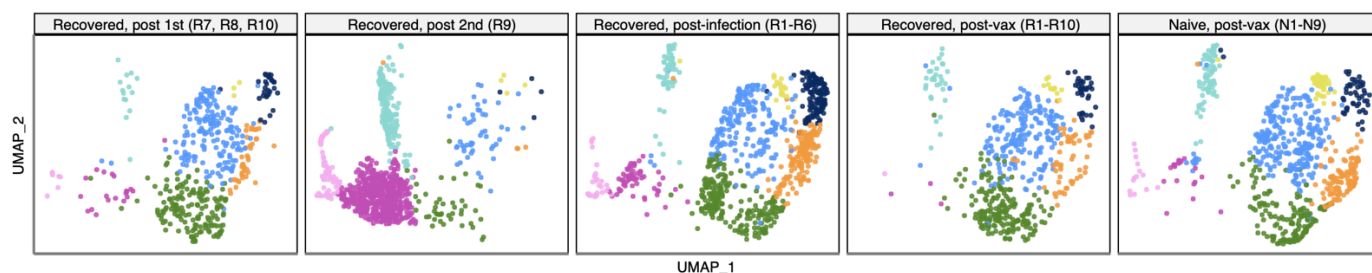 Recovered, post 1st (R7, R8, R10)
Recovered, post 2nd (R9)
Recovered, post-infection (R1-R6)
Recovered, post-vax (R1-R10)
Naive, post-vax (N1-N9)
UMAP_2
UMAP_1